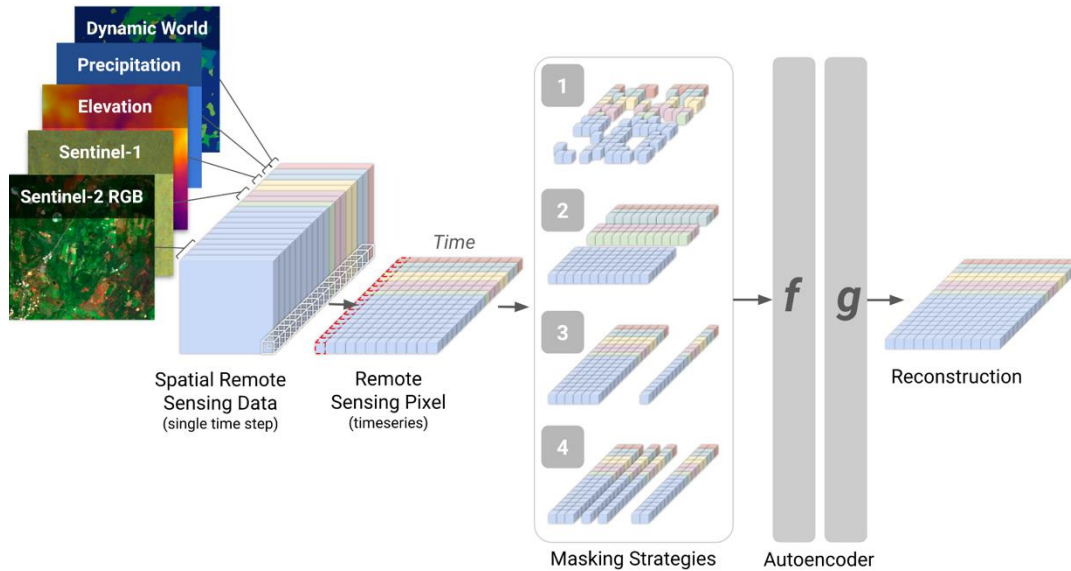 Dynamic World
Precipitation
Elevation
Sentinel-1
Sentinel-2 RGB
Spatial Remote
Sensing Data
(single time step)
Time
Remote
Sensing Pixel
(timeseries)
1
2
3
4
Masking Strategies
f
g
Autoencoder
Reconstruction